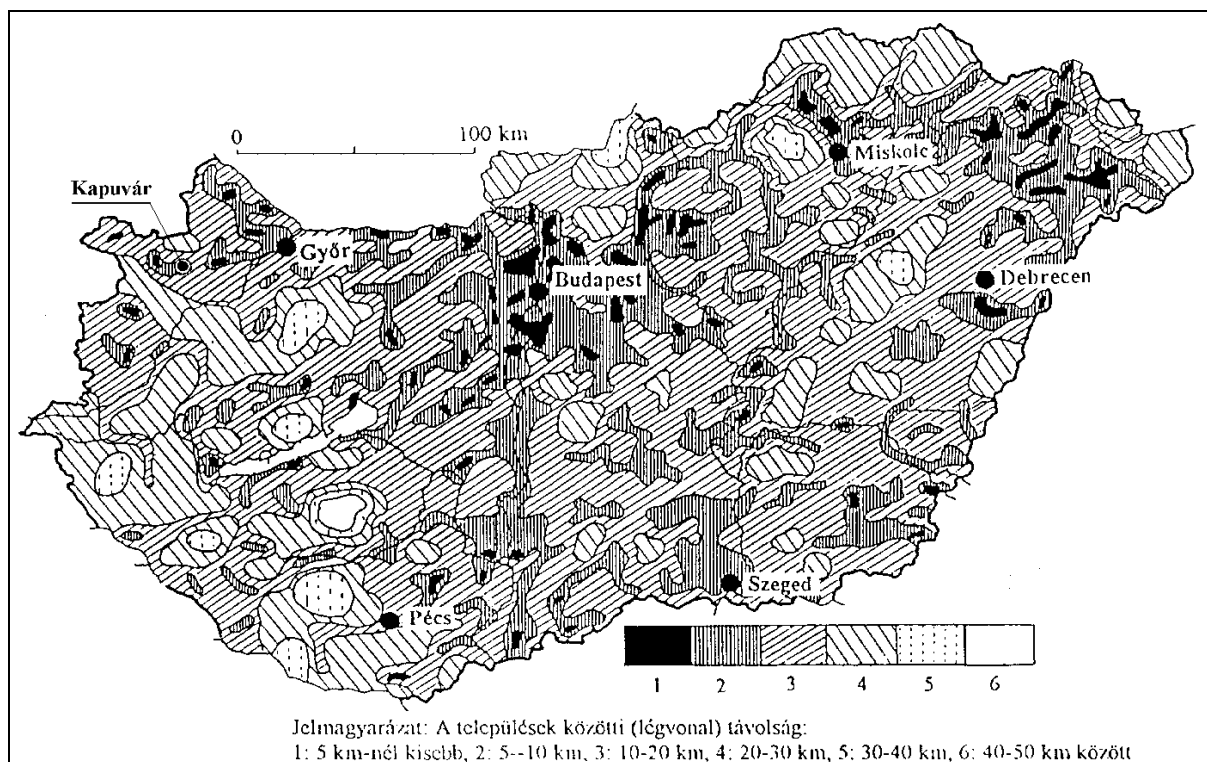 0 100 km
Kapuvár
Miskolc
Győr
Budapest
Debrecen
Szeged
Pécs
1 2 3 4 5 6
Jelmagyarázat: A települések közötti (légvonal) távolság:
1: 5 km-nél kisebb, 2: 5--10 km, 3: 10-20 km, 4: 20-30 km, 5: 30-40 km, 6: 40-50 km között